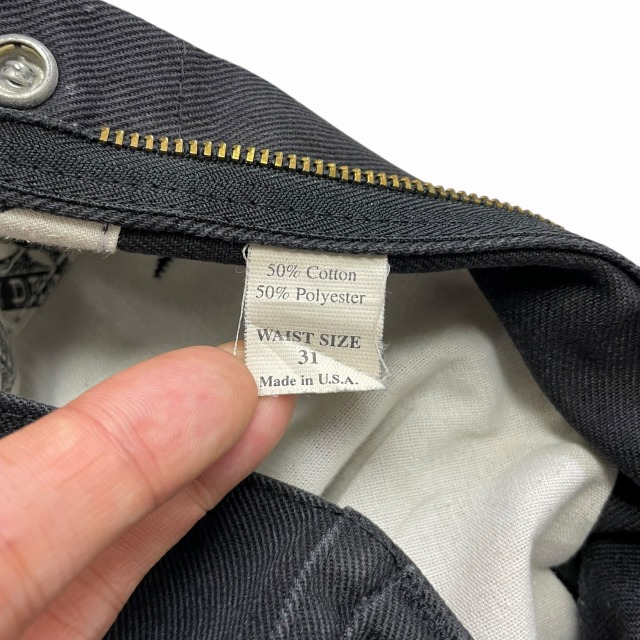 50% Cotton
50% Polyester
WAIST SIZE
31
Made in U.S.A.